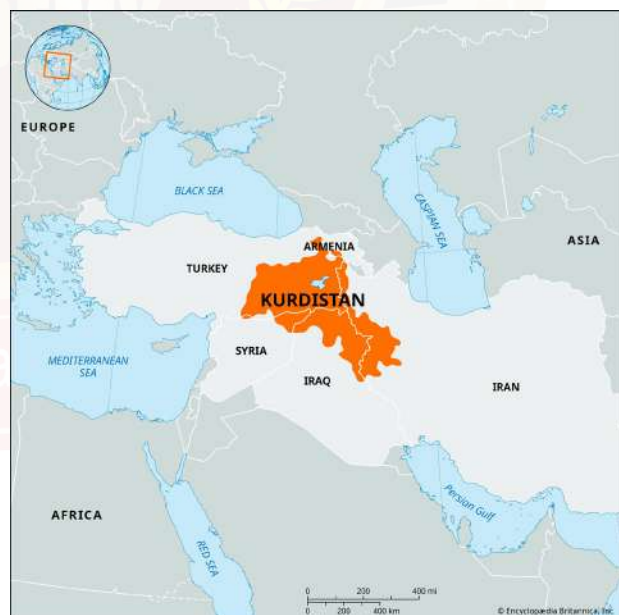 EUROPE
BLACK SEA
CASPIAN SEA
ASIA
ARMENIA
TURKEY
KURDISTAN
MEDITERRANEAN
SEA
SYRIA
IRAQ
IRAN
AFRICA
RED SEA
Persian Gulf
0 200 400 mi
0 200 400 km
© Encyclopædia Britannica, Inc.